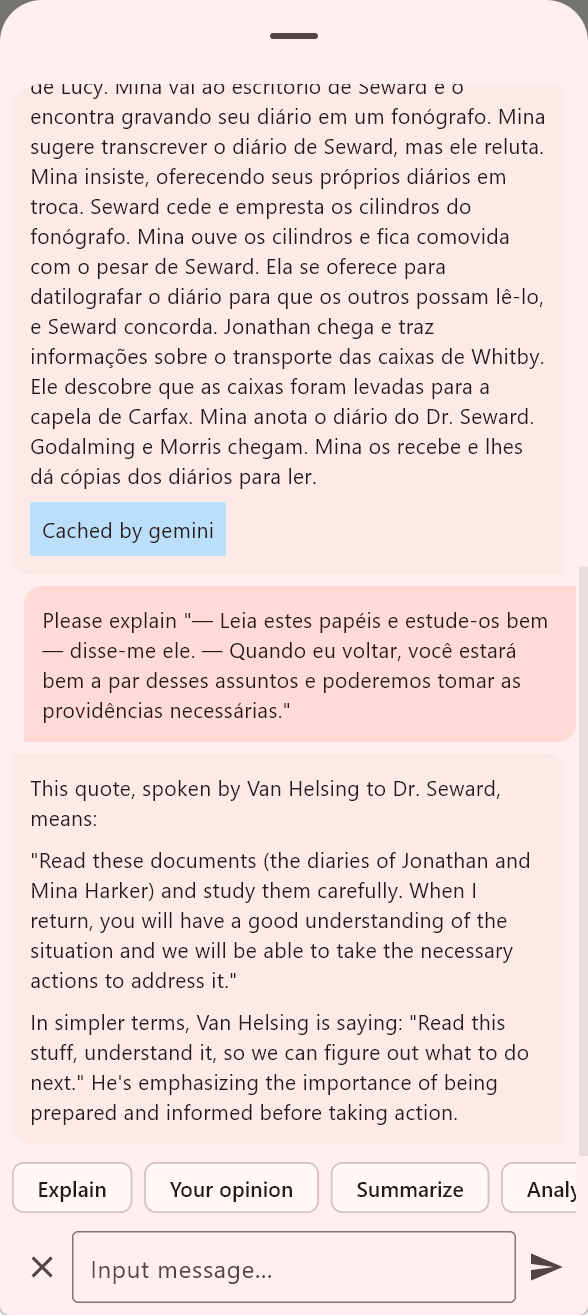 de Lucy. Mina vai ao escritório de Seward e o
encontra gravando seu diário em um fonógrafo. Mina
sugere transcrever o diário de Seward, mas ele reluta.
Mina insiste, oferecendo seus próprios diários em
troca. Seward cede e empresta os cilindros do
fonógrafo. Mina ouve os cilindros e fica comovida
com o pesar de Seward. Ela se oferece para
datilografar o diário para que os outros possam lê-lo,
e Seward concorda. Jonathan chega e traz
informações sobre o transporte das caixas de Whitby.
Ele descobre que as caixas foram levadas para a
capela de Carfax. Mina anota o diário do Dr. Seward.
Godalming e Morris chegam. Mina os recebe e lhes
dá cópias dos diários para ler.
Cached by gemini
Please explain "— Leia estes papéis e estude-os bem
— disse-me ele. — Quando eu voltar, você estará
bem a par desses assuntos e poderemos tomar as
providências necessárias."
This quote, spoken by Van Helsing to Dr. Seward,
means:
"Read these documents (the diaries of Jonathan and
Mina Harker) and study them carefully. When I
return, you will have a good understanding of the
situation and we will be able to take the necessary
actions to address it."
In simpler terms, Van Helsing is saying: "Read this
stuff, understand it, so we can figure out what to do
next." He's emphasizing the importance of being
prepared and informed before taking action.
Explain
Your opinion
Summarize
Analy
Input message...